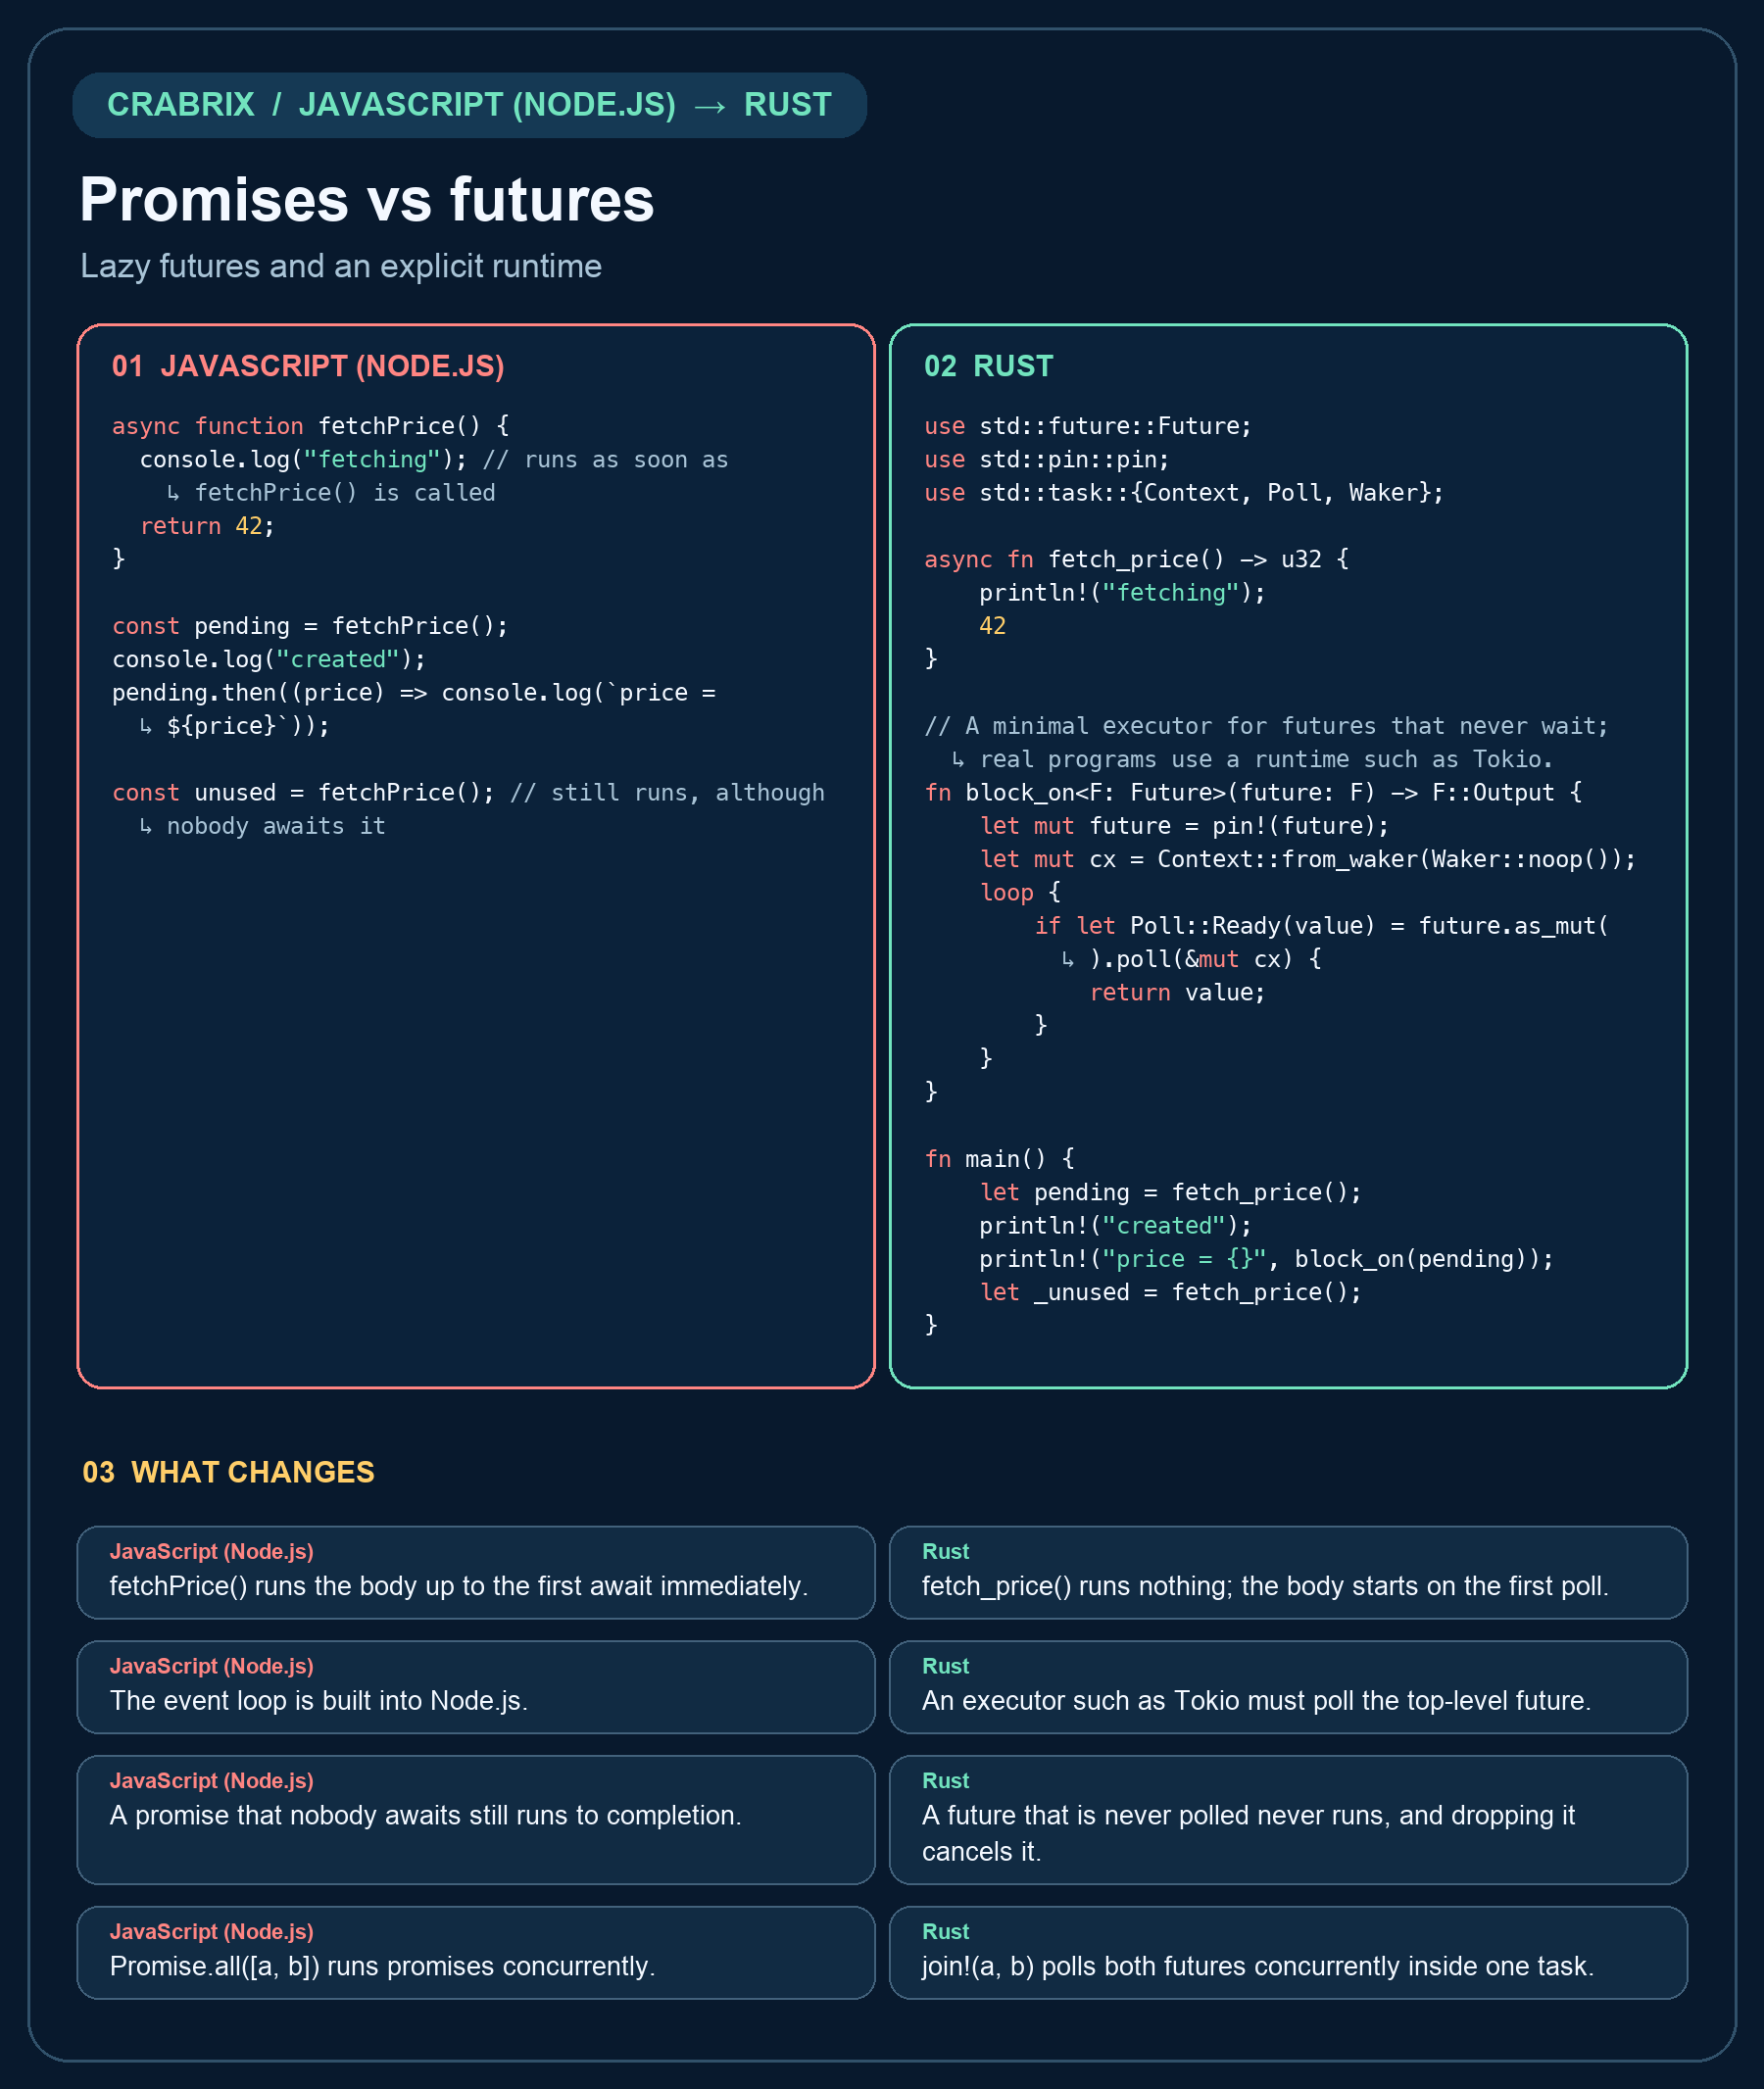 CRABRIX / JAVASCRIPT (NODE.JS) → RUST
Promises vs futures
Lazy futures and an explicit runtime
01 JAVASCRIPT (NODE.JS)
async function fetchPrice() {
  console.log("fetching"); // runs as soon as
    ↳ fetchPrice() is called
  return 42;
}

const pending = fetchPrice();
console.log("created");
pending.then((price) => console.log(`price =
  ↳ ${price}`));

const unused = fetchPrice(); // still runs, although
  ↳ nobody awaits it
02 RUST
use std::future::Future;
use std::pin::pin;
use std::task::{Context, Poll, Waker};

async fn fetch_price() -> u32 {
    println!("fetching");
    42
}

// A minimal executor for futures that never wait;
  ↳ real programs use a runtime such as Tokio.
fn block_on<F: Future>(future: F) -> F::Output {
    let mut future = pin!(future);
    let mut cx = Context::from_waker(Waker::noop());
    loop {
        if let Poll::Ready(value) = future.as_mut(
          ↳ ).poll(&mut cx) {
            return value;
        }
    }
}

fn main() {
    let pending = fetch_price();
    println!("created");
    println!("price = {}", block_on(pending));
    let _unused = fetch_price();
}
03 WHAT CHANGES
JavaScript (Node.js)
fetchPrice() runs the body up to the first await immediately.
Rust
fetch_price() runs nothing; the body starts on the first poll.
JavaScript (Node.js)
The event loop is built into Node.js.
Rust
An executor such as Tokio must poll the top-level future.
JavaScript (Node.js)
A promise that nobody awaits still runs to completion.
Rust
A future that is never polled never runs, and dropping it
cancels it.
JavaScript (Node.js)
Promise.all([a, b]) runs promises concurrently.
Rust
join!(a, b) polls both futures concurrently inside one task.